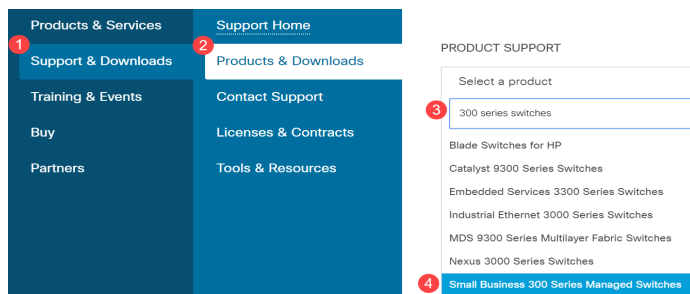 Products & Services
1
Support & Downloads
Training & Events
Buy
Partners
Support Home
2
Products & Downloads
Contact Support
Licenses & Contracts
Tools & Resources
PRODUCT SUPPORT
Select a product
3
300 series switches
Blade Switches for HP
Catalyst 9300 Series Switches
Embedded Services 3300 Series Switches
Industrial Ethernet 3000 Series Switches
MDS 9300 Series Multilayer Fabric Switches
Nexus 3000 Series Switches
4
Small Business 300 Series Managed Switches